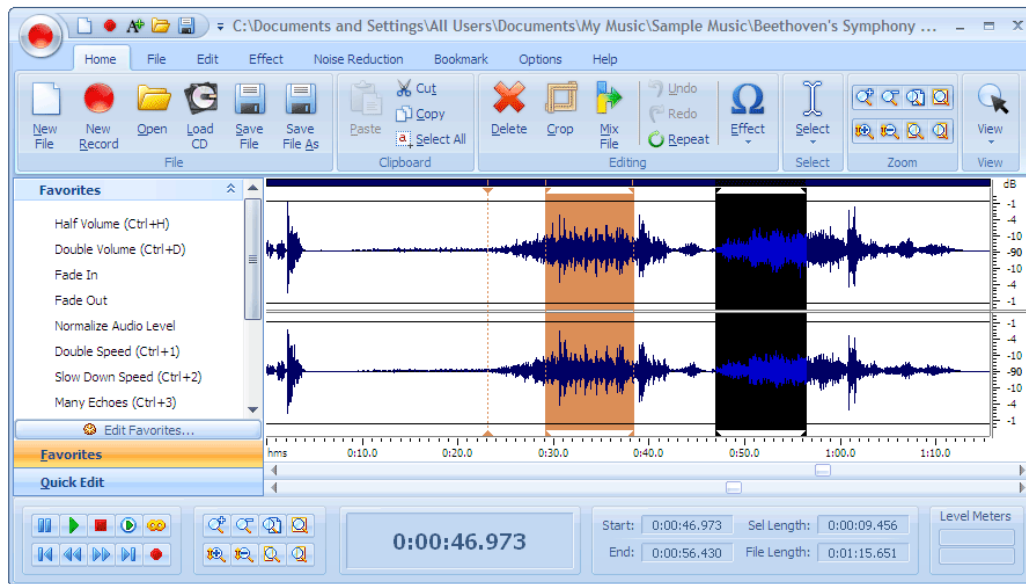 C:\Documents and Settings\All Users\Documents\My Music\Sample Music\Beethoven's Symphony ...
Home File Edit Effect Noise Reduction Bookmark Options Help
New File
New Record
Open
Load CD
Save File
Save File As
File
Paste
Cut
Copy
Select All
Clipboard
Delete
Crop
Mix File
Undo
Redo
Repeat
Effect
Editing
Select
Select
Zoom
View
View
Favorites
Half Volume (Ctrl+H)
Double Volume (Ctrl+D)
Fade In
Fade Out
Normalize Audio Level
Double Speed (Ctrl+1)
Slow Down Speed (Ctrl+2)
Many Echoes (Ctrl+3)
Edit Favorites...
Favorites
Quick Edit
dB
-1
-4
-10
-90
-10
-4
-1
-1
-4
-10
-90
-10
-4
-1
hms 0:10.0 0:20.0 0:30.0 0:40.0 0:50.0 1:00.0 1:10.0
0:00:46.973
Start: 0:00:46.973 Sel Length: 0:00:09.456
End: 0:00:56.430 File Length: 0:01:15.651
Level Meters